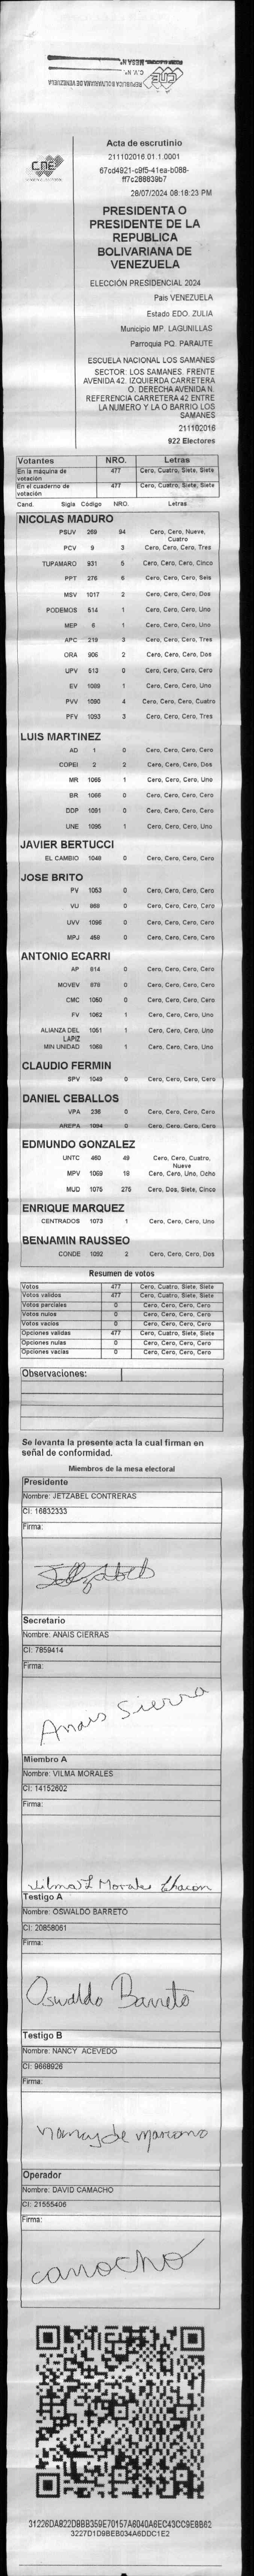 REPUBLICA BOLIVARIANA DE VENEZUELA
CNE
Acta de escrutinio
211102016.01.1.0001
67cd4921-c9f5-41ea-b088-
ff7c288839b7
28/07/2024 08:18:23 PM
PRESIDENTA O
PRESIDENTE DE LA
REPUBLICA
BOLIVARIANA DE
VENEZUELA
ELECCIÓN PRESIDENCIAL 2024
Pais VENEZUELA
Estado EDO. ZULIA
Municipio MP. LAGUNILLAS
Parroquia PQ. PARAUTE
ESCUELA NACIONAL LOS SAMANES
SECTOR: LOS SAMANES. FRENTE
AVENIDA 42. IZQUIERDA CARRETERA
O. DERECHA AVENIDA N.
REFERENCIA CARRETERA 42 ENTRE
LA NUMERO Y LA O BARRIO LOS
SAMANES
211102016
922 Electores
Votantes NRO. Letras
En la máquina de votación 477 Cero, Cuatro, Siete, Siete
En el cuaderno de votación 477 Cero, Cuatro, Siete, Siete
Cand. Sigla Código NRO. Letras
NICOLAS MADURO
PSUV 269 94 Cero, Cero, Nueve, Cuatro
PCV 9 3 Cero, Cero, Cero, Tres
TUPAMARO 931 5 Cero, Cero, Cero, Cinco
PPT 276 6 Cero, Cero, Cero, Seis
MSV 1017 2 Cero, Cero, Cero, Dos
PODEMOS 514 1 Cero, Cero, Cero, Uno
MEP 6 1 Cero, Cero, Cero, Uno
APC 219 3 Cero, Cero, Cero, Tres
ORA 906 2 Cero, Cero, Cero, Dos
UPV 513 0 Cero, Cero, Cero, Cero
EV 1089 1 Cero, Cero, Cero, Uno
PVV 1090 4 Cero, Cero, Cero, Cuatro
PFV 1093 3 Cero, Cero, Cero, Tres
LUIS MARTINEZ
AD 1 0 Cero, Cero, Cero, Cero
COPEI 2 2 Cero, Cero, Cero, Dos
MR 1065 1 Cero, Cero, Cero, Uno
BR 1066 0 Cero, Cero, Cero, Cero
DDP 1091 0 Cero, Cero, Cero, Cero
UNE 1095 1 Cero, Cero, Cero, Uno
JAVIER BERTUCCI
EL CAMBIO 1048 0 Cero, Cero, Cero, Cero
JOSE BRITO
PV 1053 0 Cero, Cero, Cero, Cero
VU 868 0 Cero, Cero, Cero, Cero
UVV 1096 0 Cero, Cero, Cero, Cero
MPJ 458 0 Cero, Cero, Cero, Cero
ANTONIO ECARRI
AP 914 0 Cero, Cero, Cero, Cero
MOVEV 978 0 Cero, Cero, Cero, Cero
CMC 1050 0 Cero, Cero, Cero, Cero
FV 1062 1 Cero, Cero, Cero, Uno
ALIANZA DEL LAPIZ 1051 1 Cero, Cero, Cero, Uno
MIN UNIDAD 1069 1 Cero, Cero, Cero, Uno
CLAUDIO FERMIN
SPV 1049 0 Cero, Cero, Cero, Cero
DANIEL CEBALLOS
VPA 236 0 Cero, Cero, Cero, Cero
AREPA 1094 0 Cero, Cero, Cero, Cero
EDMUNDO GONZALEZ
UNTC 460 49 Cero, Cero, Cuatro, Nueve
MPV 1069 18 Cero, Cero, Uno, Ocho
MUD 1075 275 Cero, Dos, Siete, Cinco
ENRIQUE MARQUEZ
CENTRADOS 1073 1 Cero, Cero, Cero, Uno
BENJAMIN RAUSSEO
CONDE 1092 2 Cero, Cero, Cero, Dos
Resumen de votos
Votos 477 Cero, Cuatro, Siete, Siete
Votos validos 477 Cero, Cuatro, Siete, Siete
Votos parciales 0 Cero, Cero, Cero, Cero
Votos nulos 0 Cero, Cero, Cero, Cero
Votos vacios 0 Cero, Cero, Cero, Cero
Opciones validas 477 Cero, Cuatro, Siete, Siete
Opciones nulas 0 Cero, Cero, Cero, Cero
Opciones vacias 0 Cero, Cero, Cero, Cero
Observaciones:
Se levanta la presente acta la cual firman en
señal de conformidad.
Miembros de la mesa electoral
Presidente
Nombre: JETZABEL CONTRERAS
CI: 16832333
Firma:
Jetzabeb
Secretario
Nombre: ANAIS CIERRAS
CI: 7859414
Firma:
Anais Sierra
Miembro A
Nombre: VILMA MORALES
CI: 14152602
Firma:
Vilma L Morales Chacon
Testigo A
Nombre: OSWALDO BARRETO
CI: 20858061
Firma:
Oswaldo Barreto
Testigo B
Nombre: NANCY ACEVEDO
CI: 9668926
Firma:
nancy de marcano
Operador
Nombre: DAVID CAMACHO
CI: 21555406
Firma:
camacho
31226DAB22D8BB359E70157A6040A6EC43CC9E8B62
3227D1D9BEB034A6DDC1E2